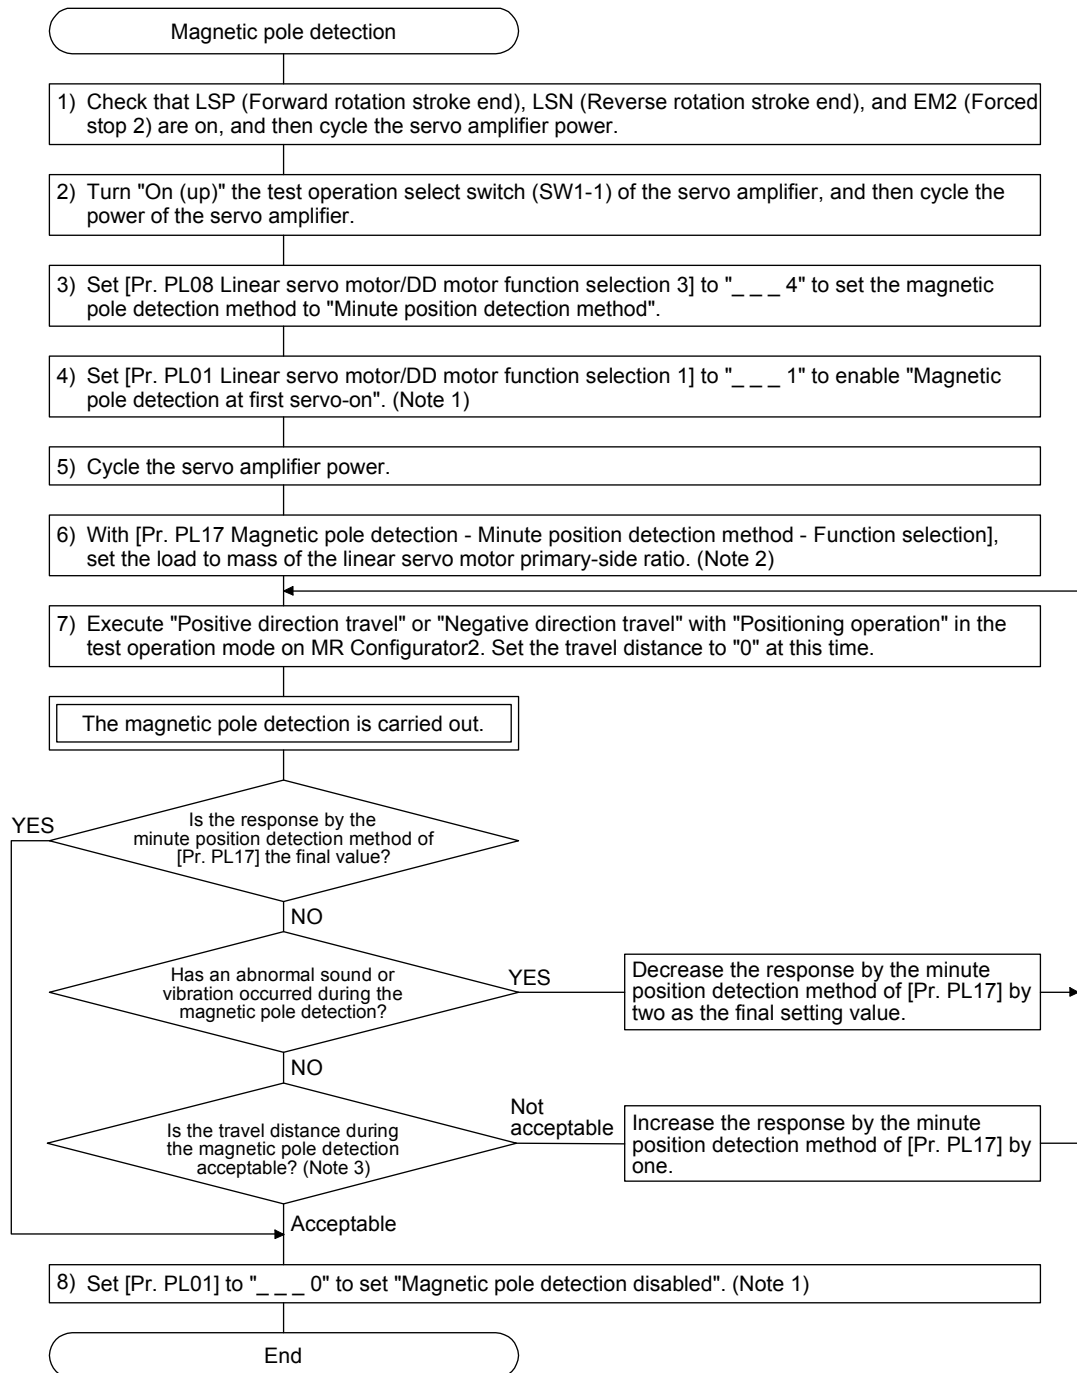 Magnetic pole detection
1) Check that LSP (Forward rotation stroke end), LSN (Reverse rotation stroke end), and EM2 (Forced
stop 2) are on, and then cycle the servo amplifier power.
2) Turn "On (up)" the test operation select switch (SW1-1) of the servo amplifier, and then cycle the
power of the servo amplifier.
3) Set [Pr. PL08 Linear servo motor/DD motor function selection 3] to "_ _ _ 4" to set the magnetic
pole detection method to "Minute position detection method".
4) Set [Pr. PL01 Linear servo motor/DD motor function selection 1] to "_ _ _ 1" to enable "Magnetic
pole detection at first servo-on". (Note 1)
5) Cycle the servo amplifier power.
6) With [Pr. PL17 Magnetic pole detection - Minute position detection method - Function selection],
set the load to mass of the linear servo motor primary-side ratio. (Note 2)
7) Execute "Positive direction travel" or "Negative direction travel" with "Positioning operation" in the
test operation mode on MR Configurator2. Set the travel distance to "0" at this time.
The magnetic pole detection is carried out.
YES
Is the response by the
minute position detection method of
[Pr. PL17] the final value?
NO
Has an abnormal sound or
vibration occurred during the
magnetic pole detection?
YES
Decrease the response by the minute
position detection method of [Pr. PL17] by
two as the final setting value.
NO
Is the travel distance during
the magnetic pole detection
acceptable? (Note 3)
Not
acceptable
Increase the response by the minute
position detection method of [Pr. PL17] by
one.
Acceptable
8) Set [Pr. PL01] to "_ _ _ 0" to set "Magnetic pole detection disabled". (Note 1)
End